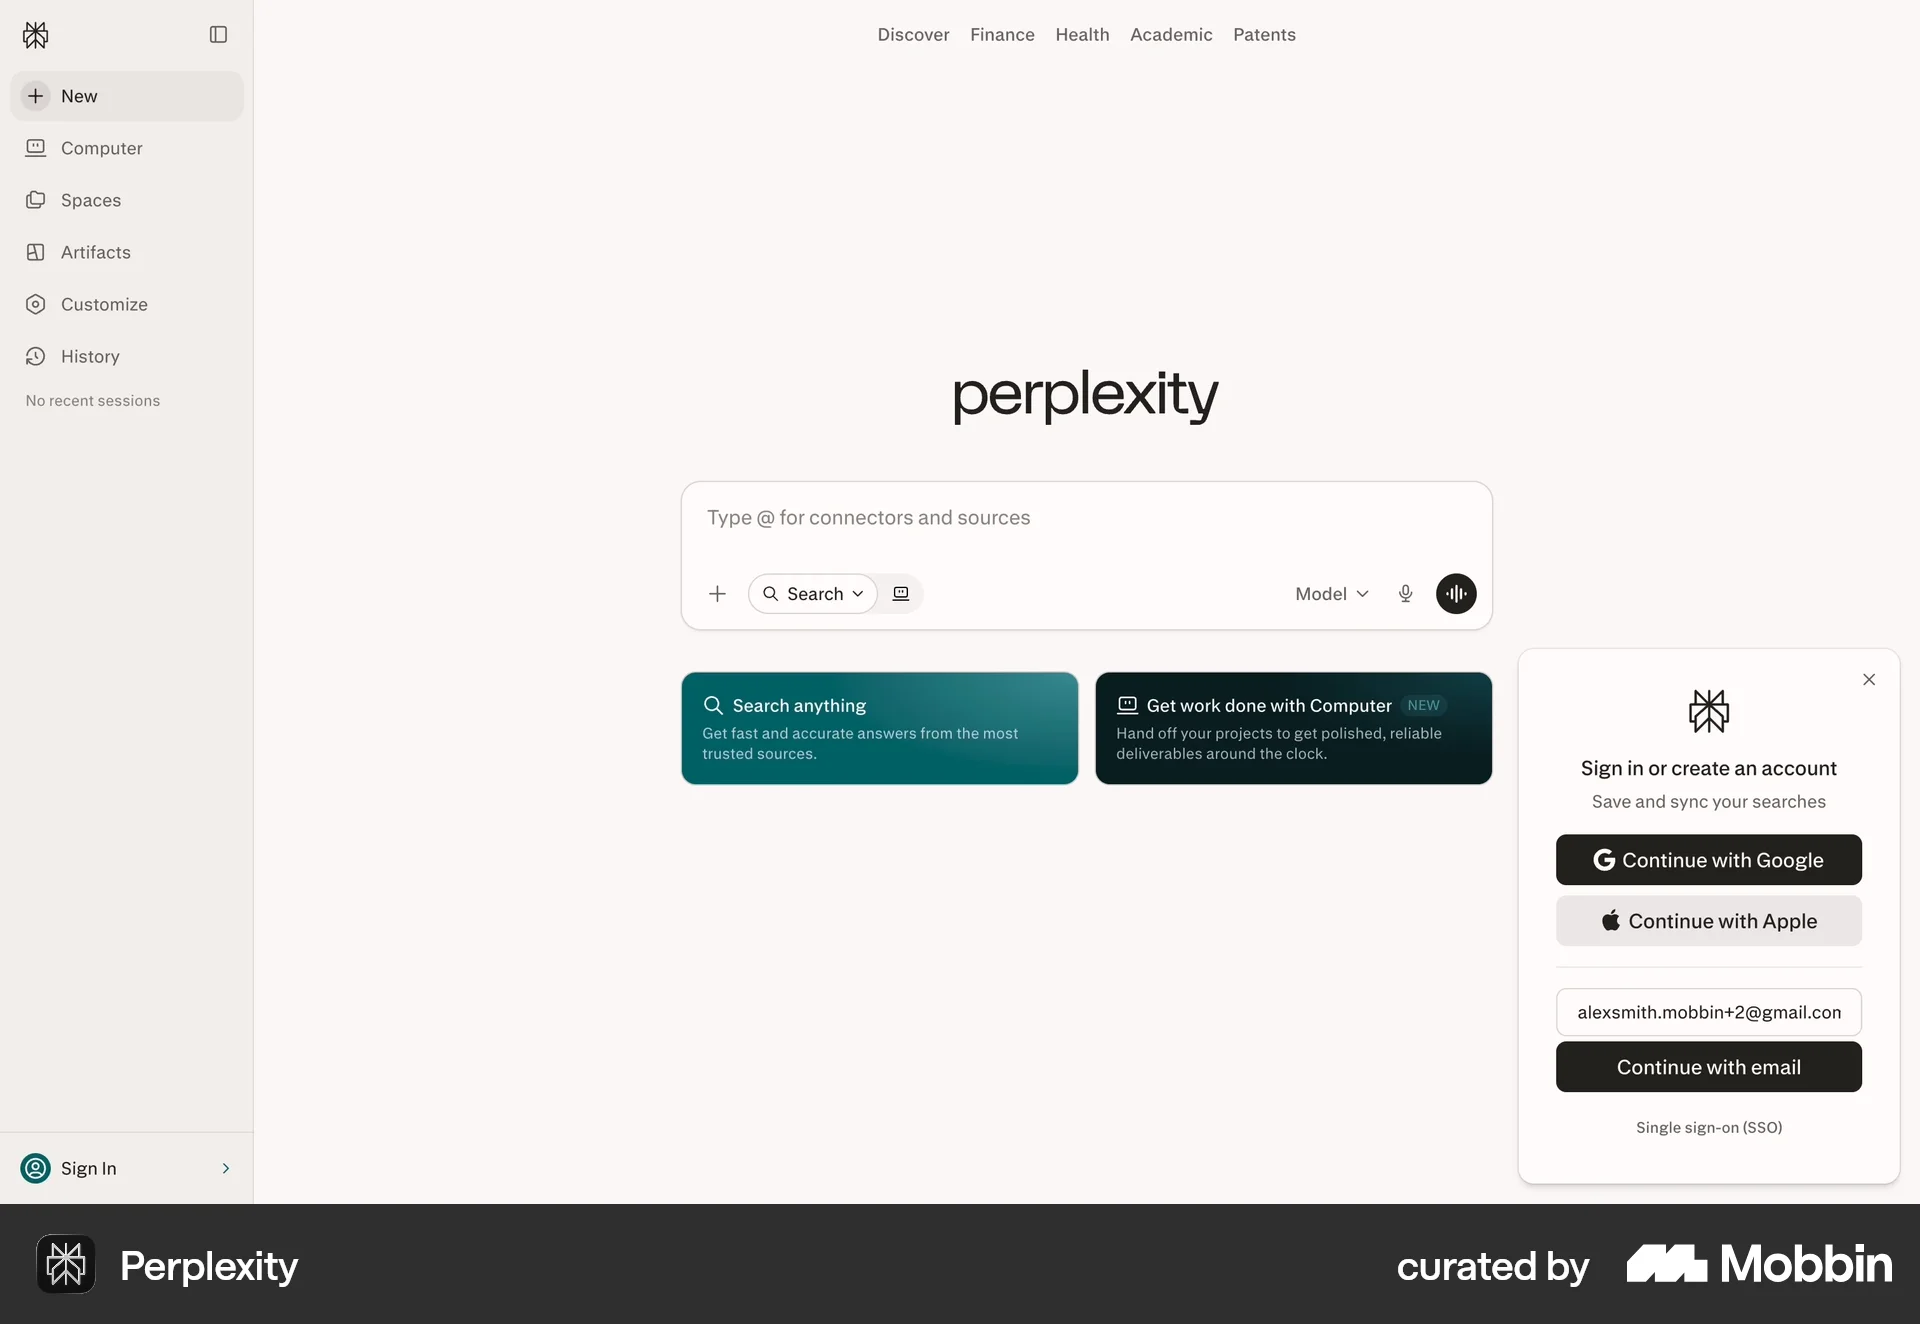 Discover Finance Health Academic Patents
New
Computer
Spaces
Artifacts
Customize
History
No recent sessions
perplexity
Type @ for connectors and sources
Search
Model
Search anything
Get fast and accurate answers from the most
trusted sources.
Get work done with Computer NEW
Hand off your projects to get polished, reliable
deliverables around the clock.
Sign in or create an account
Save and sync your searches
Continue with Google
Continue with Apple
alexsmith.mobbin+2@gmail.con
Continue with email
Single sign-on (SSO)
Sign In
Perplexity
curated by Mobbin